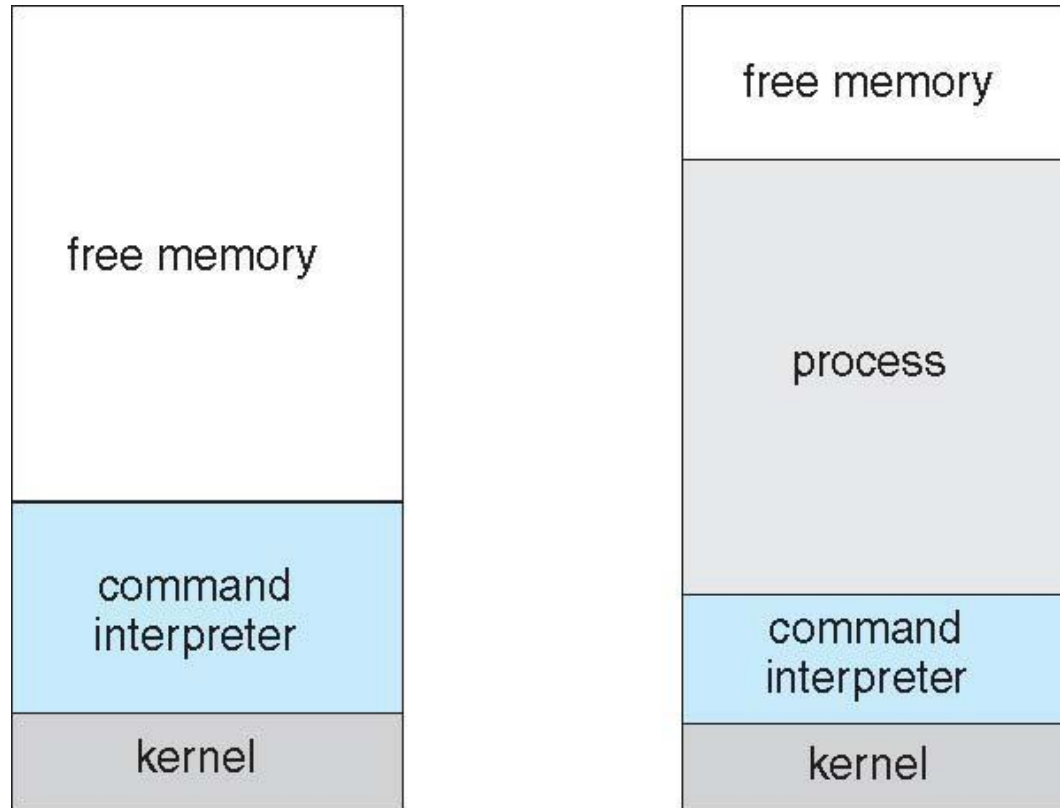 free memory
command
interpreter
kernel
free memory
process
command
interpreter
kernel